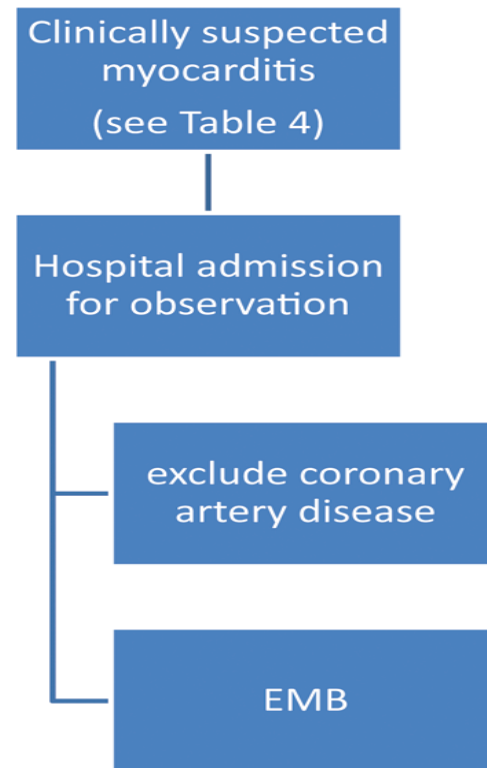 Clinically suspected
myocarditis
(see Table 4)
Hospital admission
for observation
exclude coronary
artery disease
EMB